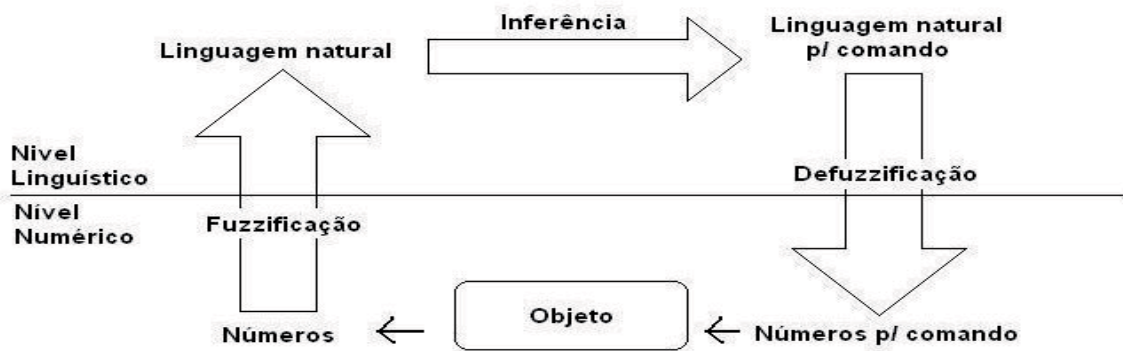 Inferência
Linguagem natural
Linguagem natural
p/ comando
Nivel
Linguístico
Defuzzificação
Nível
Numérico
Fuzzificação
Objeto
Números
Números p/ comando